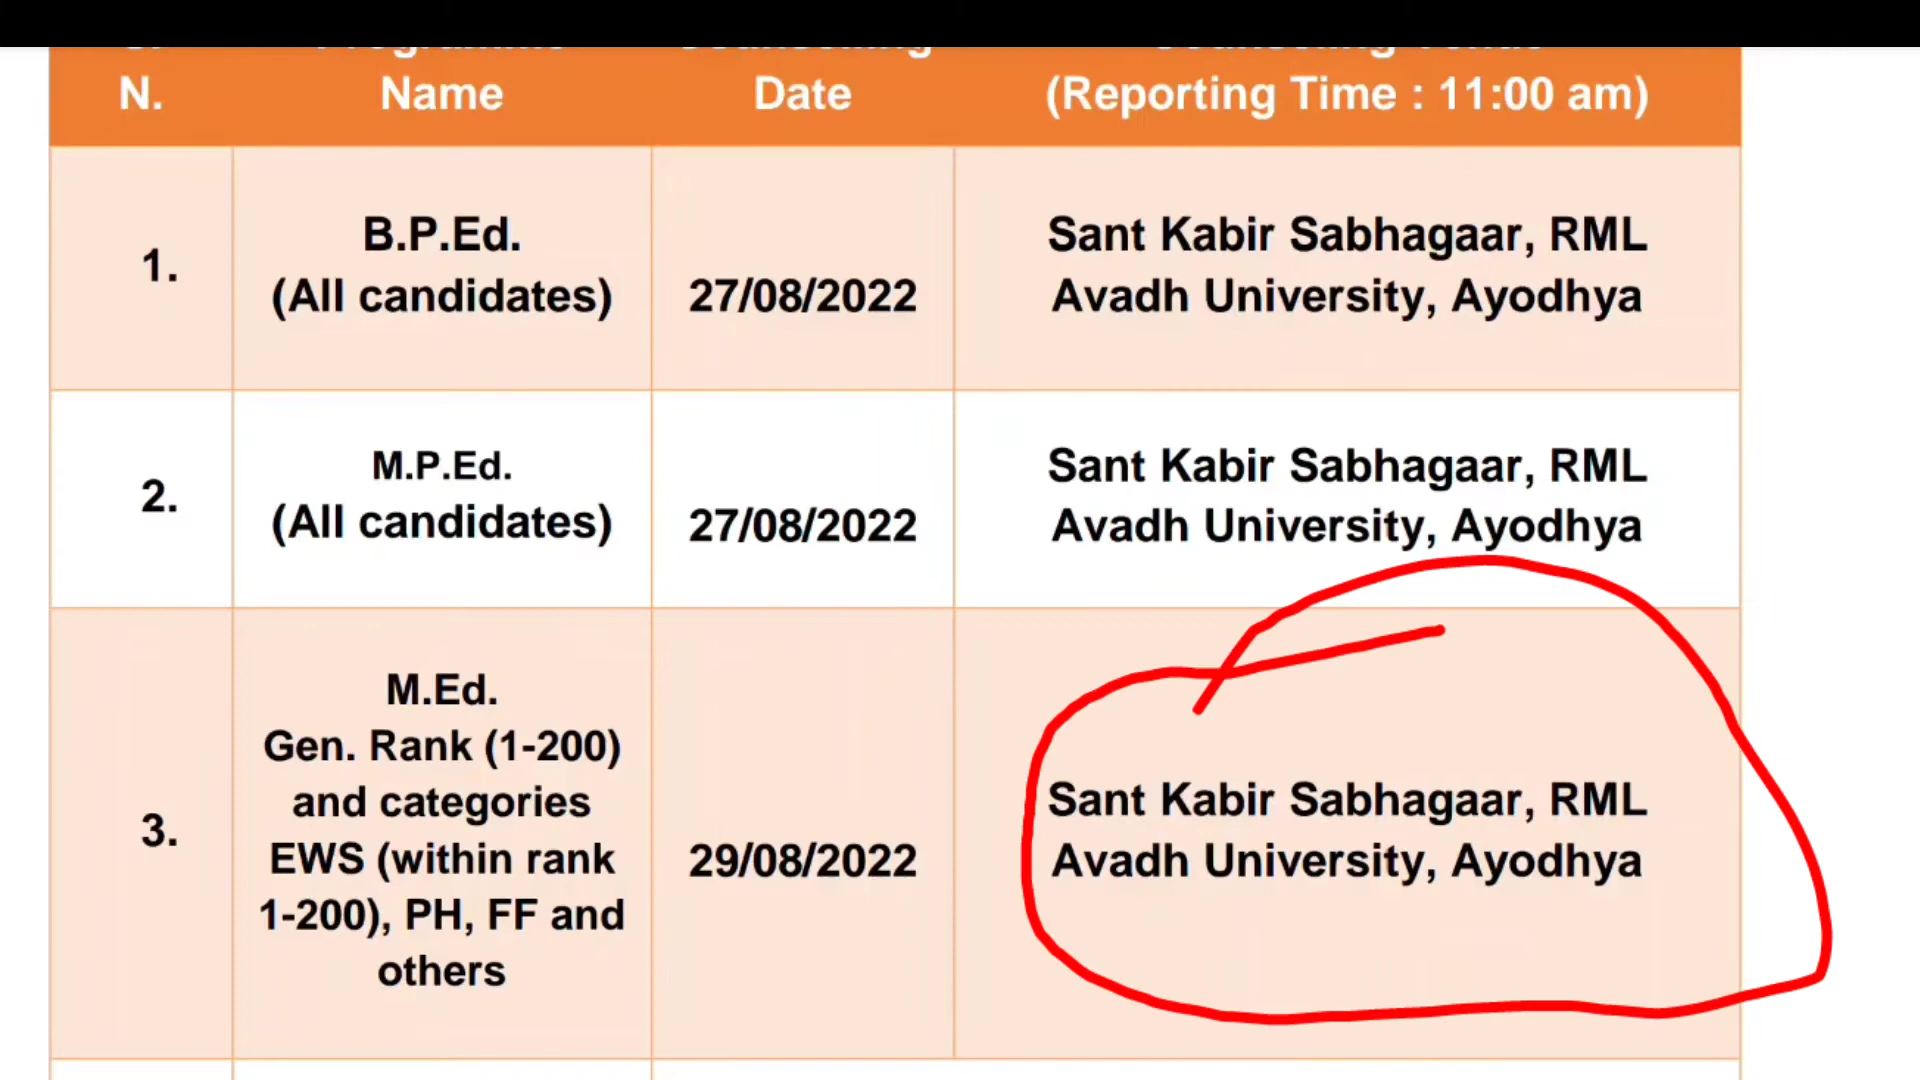 N.
Name
Date
(Reporting Time : 11:00 am)
1.
B.P.Ed.
(All candidates)
27/08/2022
Sant Kabir Sabhagaar, RML
Avadh University, Ayodhya
2.
M.P.Ed.
(All candidates)
27/08/2022
Sant Kabir Sabhagaar, RML
Avadh University, Ayodhya
3.
M.Ed.
Gen. Rank (1-200)
and categories
EWS (within rank
1-200), PH, FF and
others
29/08/2022
Sant Kabir Sabhagaar, RML
Avadh University, Ayodhya